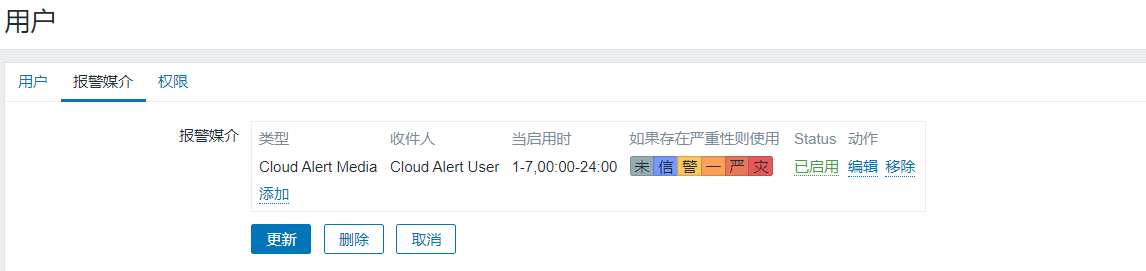 用户
用户 报警媒介 权限
报警媒介 类型 收件人 当启用时 如果存在严重性则使用 Status 动作
Cloud Alert Media Cloud Alert User 1-7,00:00-24:00 未 信 警 一 严 灾 已启用 编辑 移除
添加
更新 删除 取消